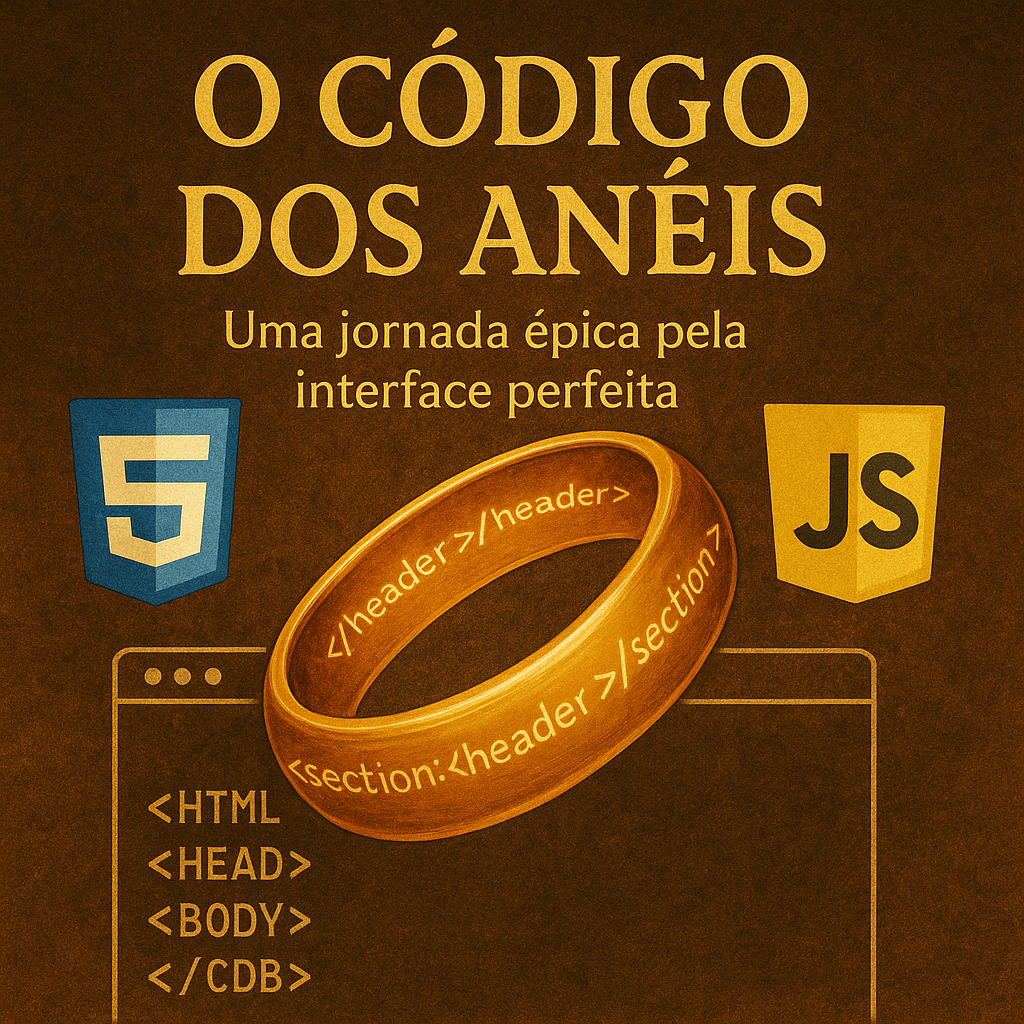 O CÓDIGO
DOS ANÉIS
Uma jornada épica pela
interface perfeita
5
JS
</header >/header>
<section:<header >/section>
<HTML
<HEAD>
<BODY>
</CDB>